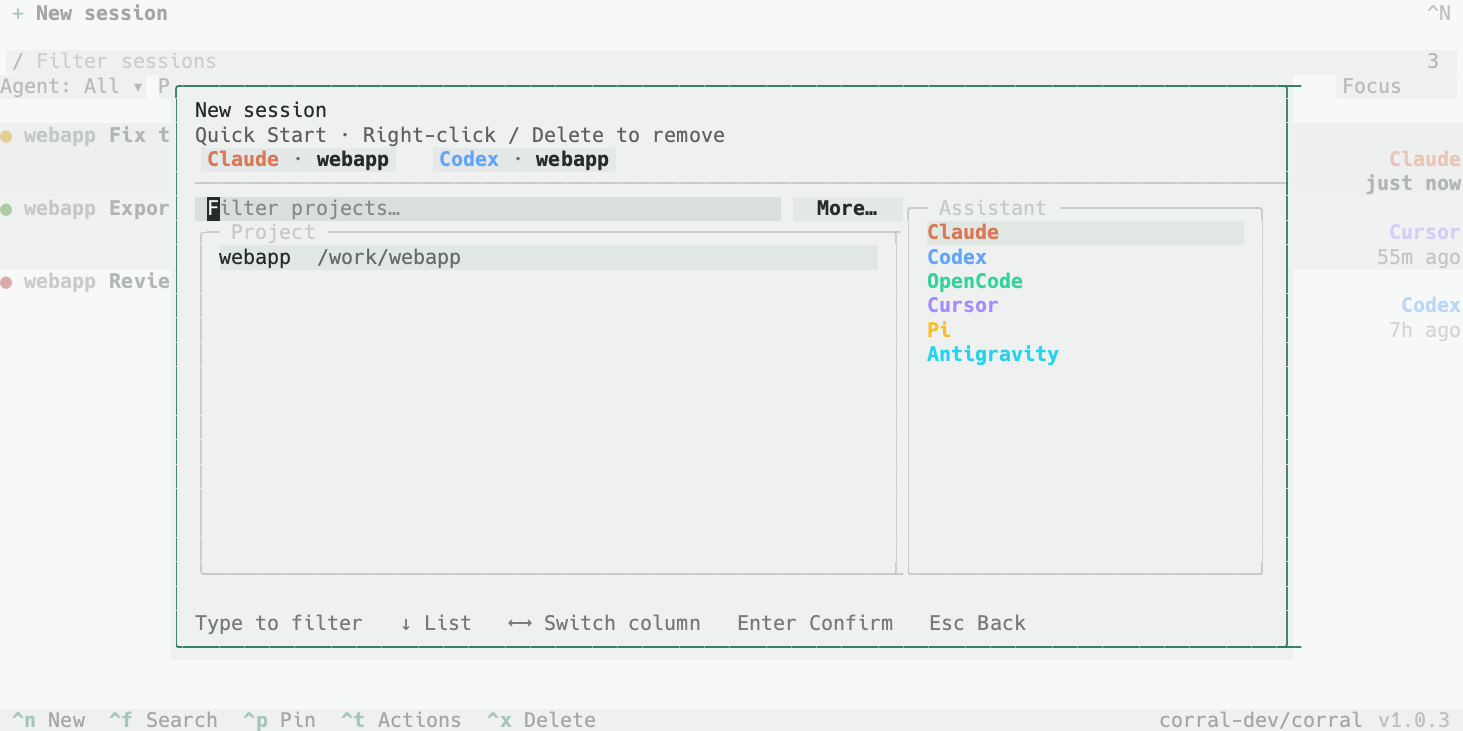 + New session ^N
/ Filter sessions 3
Agent: All ▾ P Focus
New session
Quick Start · Right-click / Delete to remove
webapp Fix t
Claude · webapp Codex · webapp
Claude
just now
Filter projects… More…
webapp Expor
Project
Assistant
webapp /work/webapp
Claude
Codex
OpenCode
Cursor
Pi
Antigravity
Cursor
55m ago
webapp Revie
Codex
7h ago
Type to filter ↓ List ←→ Switch column Enter Confirm Esc Back
^n New ^f Search ^p Pin ^t Actions ^x Delete corral-dev/corral v1.0.3